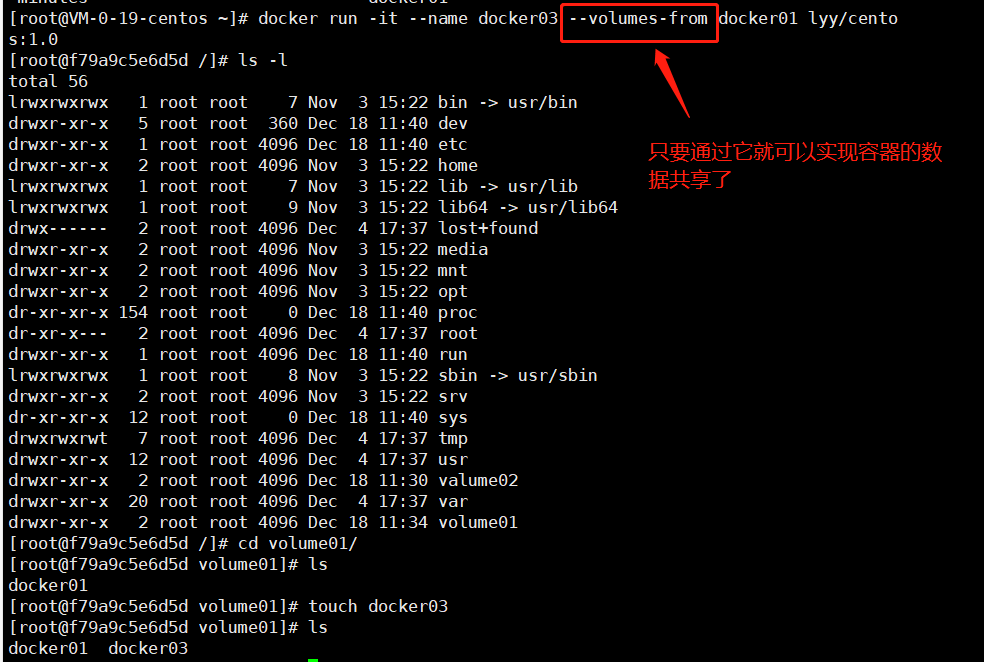 [root@VM-0-19-centos ~]# docker run -it --name docker03 --volumes-from docker01 lyy/cento
s:1.0
[root@f79a9c5e6d5d /]# ls -l
total 56
lrwxrwxrwx   1 root root    7 Nov  3 15:22 bin -> usr/bin
drwxr-xr-x   5 root root  360 Dec 18 11:40 dev
drwxr-xr-x   1 root root 4096 Dec 18 11:40 etc
drwxr-xr-x   2 root root 4096 Nov  3 15:22 home
lrwxrwxrwx   1 root root    7 Nov  3 15:22 lib -> usr/lib
lrwxrwxrwx   1 root root    9 Nov  3 15:22 lib64 -> usr/lib64
drwx------   2 root root 4096 Dec  4 17:37 lost+found
drwxr-xr-x   2 root root 4096 Nov  3 15:22 media
drwxr-xr-x   2 root root 4096 Nov  3 15:22 mnt
drwxr-xr-x   2 root root 4096 Nov  3 15:22 opt
dr-xr-xr-x 154 root root    0 Dec 18 11:40 proc
dr-xr-x---   2 root root 4096 Dec  4 17:37 root
drwxr-xr-x   1 root root 4096 Dec 18 11:40 run
lrwxrwxrwx   1 root root    8 Nov  3 15:22 sbin -> usr/sbin
drwxr-xr-x   2 root root 4096 Nov  3 15:22 srv
dr-xr-xr-x  12 root root    0 Dec 18 11:40 sys
drwxrwxrwt   7 root root 4096 Dec  4 17:37 tmp
drwxr-xr-x  12 root root 4096 Dec  4 17:37 usr
drwxr-xr-x   2 root root 4096 Dec 18 11:30 valume02
drwxr-xr-x  20 root root 4096 Dec  4 17:37 var
drwxr-xr-x   2 root root 4096 Dec 18 11:34 volume01
[root@f79a9c5e6d5d /]# cd volume01/
[root@f79a9c5e6d5d volume01]# ls
docker01
[root@f79a9c5e6d5d volume01]# touch docker03
[root@f79a9c5e6d5d volume01]# ls
docker01  docker03
只要通过它就可以实现容器的数
据共享了